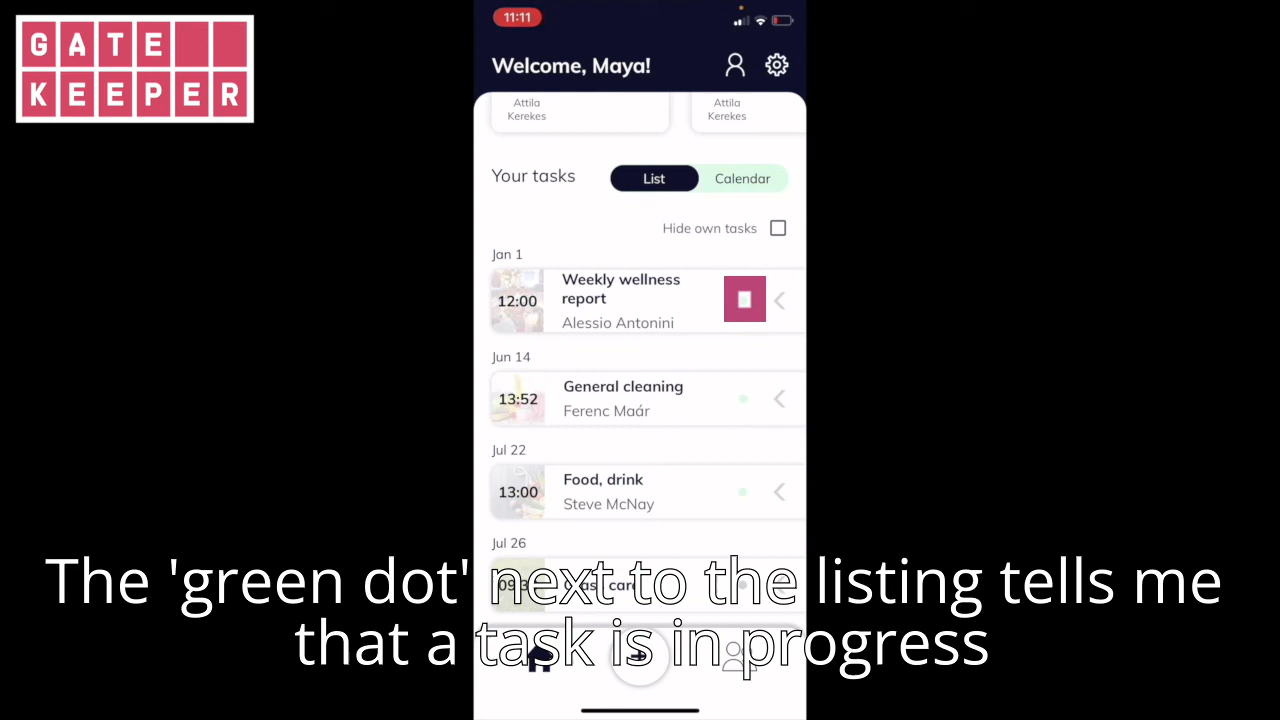 GATE
KEEPER
11:11
Welcome, Maya!
Attila
Kerekes
Attila
Kerekes
Your tasks
List
Calendar
Hide own tasks
Jan 1
12:00
Weekly wellness
report
Alessio Antonini
Jun 14
13:52
General cleaning
Ferenc Maár
Jul 22
13:00
Food, drink
Steve McNay
Jul 26
The 'green dot' next to the listing tells me
that a task is in progress